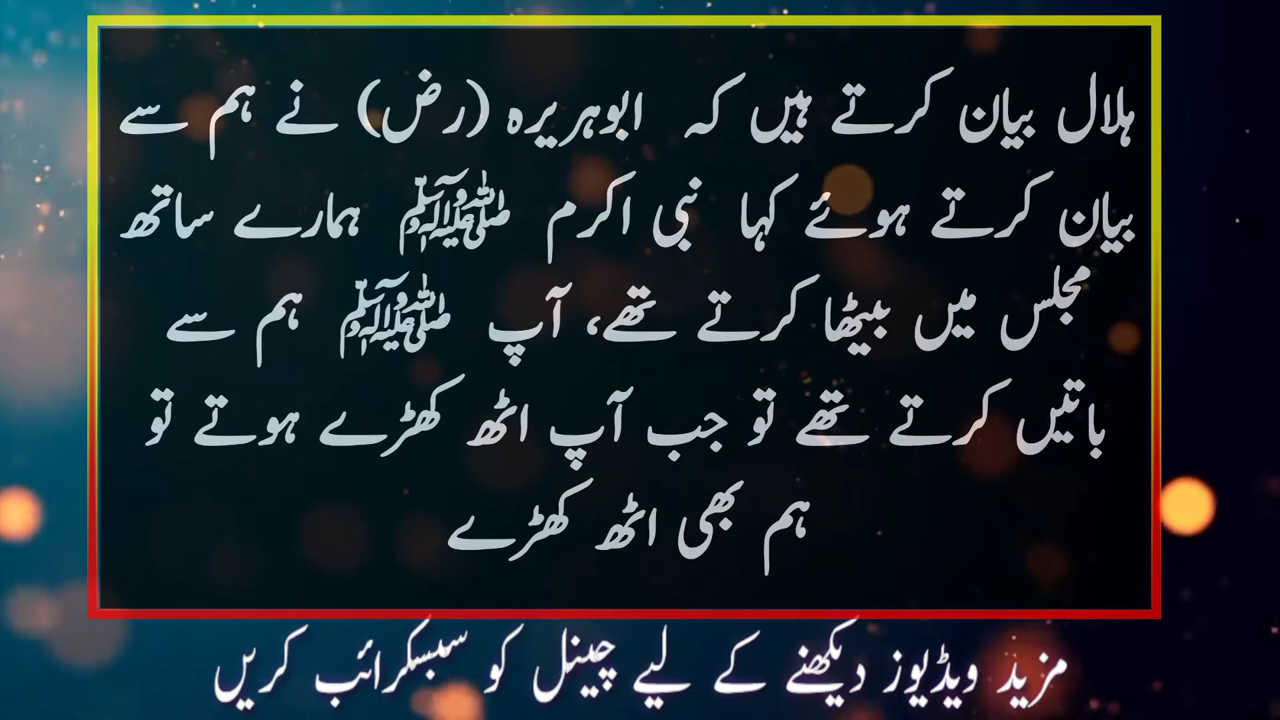 ہلال بیان کرتے ہیں کہ ابوہریرہ (رض) نے ہم سے
بیان کرتے ہوئے کہا نبی اکرم ﷺ ہمارے ساتھ
مجلس میں بیٹھا کرتے تھے، آپ ﷺ ہم سے
باتیں کرتے تھے تو جب آپ اٹھ کھڑے ہوتے تو
ہم بھی اٹھ کھڑے
مزید ویڈیوز دیکھنے کے لیے چینل کو سبسکرائب کریں